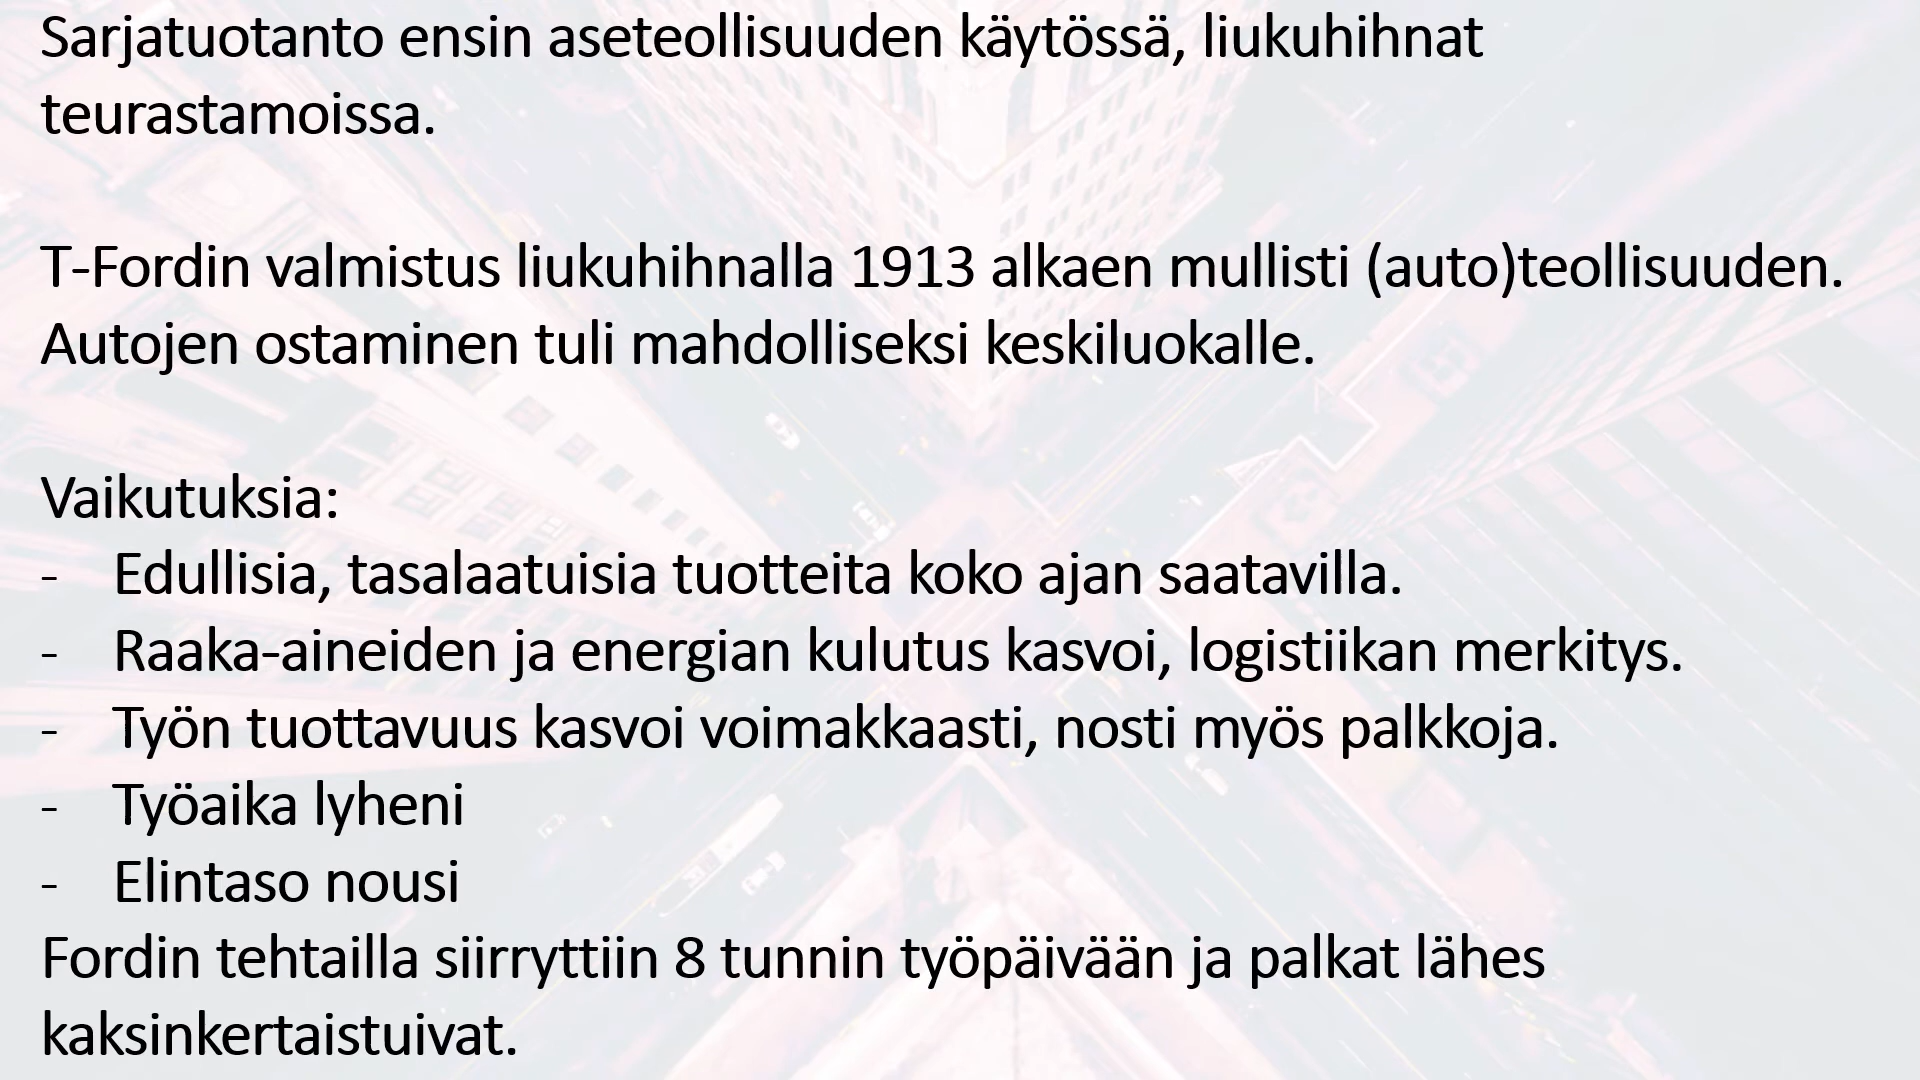 Sarjatuotanto ensin aseteollisuuden käytössä, liukuhihnat
teurastamoissa.
T-Fordin valmistus liukuhihnalla 1913 alkaen mullisti (auto)teollisuuden.
Autojen ostaminen tuli mahdolliseksi keskiluokalle.
Vaikutuksia:
- Edullisia, tasalaatuisia tuotteita koko ajan saatavilla.
- Raaka-aineiden ja energian kulutus kasvoi, logistiikan merkitys.
- Työn tuottavuus kasvoi voimakkaasti, nosti myös palkkoja.
- Työaika lyheni
- Elintaso nousi
Fordin tehtailla siirryttiin 8 tunnin työpäivään ja palkat lähes
kaksinkertaistuivat.